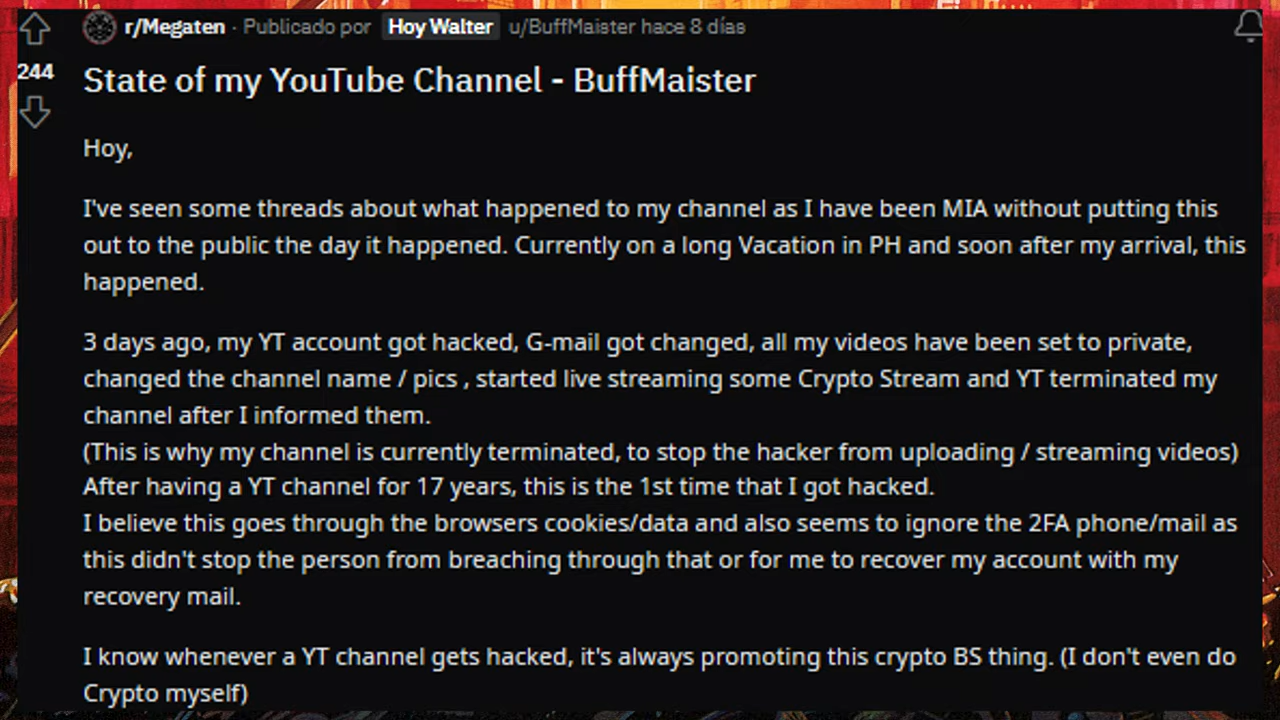 r/Megaten · Publicado por Hoy Walter u/BuffMaister hace 8 días
244
State of my YouTube Channel - BuffMaister
Hoy,
I've seen some threads about what happened to my channel as I have been MIA without putting this
out to the public the day it happened. Currently on a long Vacation in PH and soon after my arrival, this
happened.
3 days ago, my YT account got hacked, G-mail got changed, all my videos have been set to private,
changed the channel name / pics , started live streaming some Crypto Stream and YT terminated my
channel after I informed them.
(This is why my channel is currently terminated, to stop the hacker from uploading / streaming videos)
After having a YT channel for 17 years, this is the 1st time that I got hacked.
I believe this goes through the browsers cookies/data and also seems to ignore the 2FA phone/mail as
this didn't stop the person from breaching through that or for me to recover my account with my
recovery mail.
I know whenever a YT channel gets hacked, it's always promoting this crypto BS thing. (I don't even do
Crypto myself)